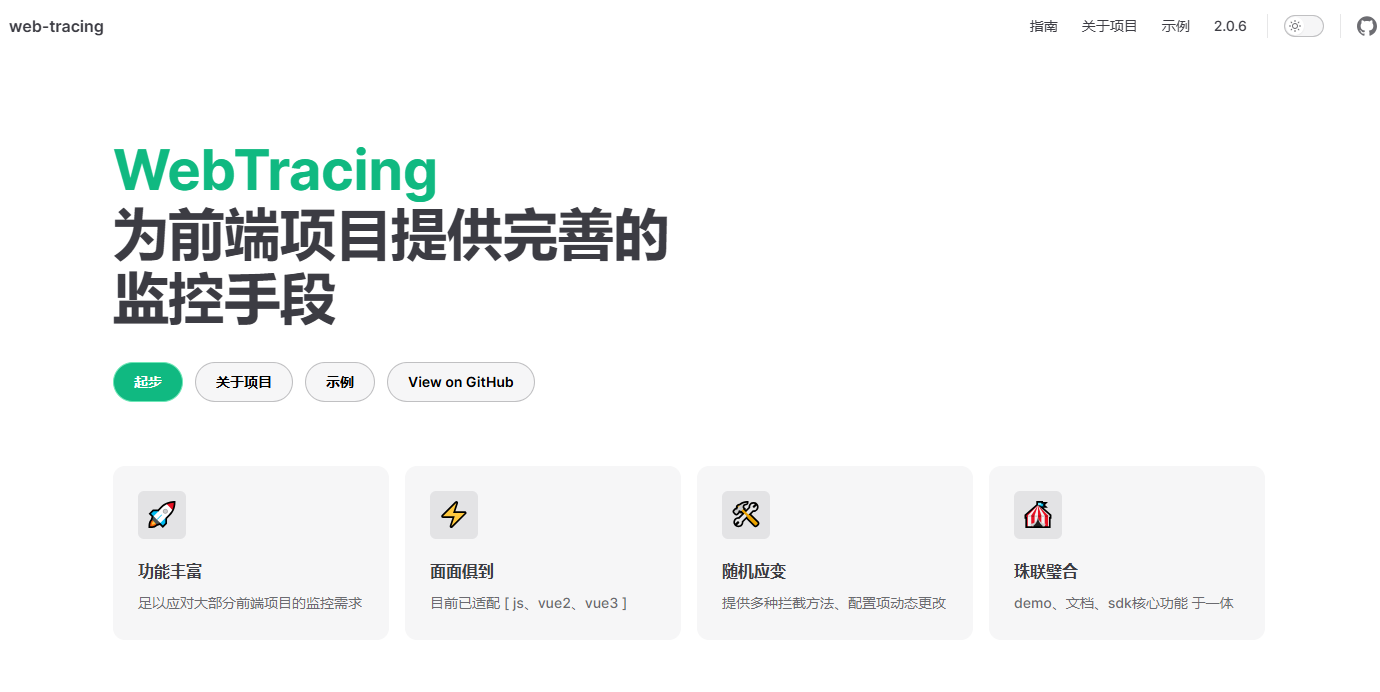 web-tracing
指南 关于项目 示例 2.0.6
WebTracing
为前端项目提供完善的
监控手段
起步 关于项目 示例 View on GitHub
功能丰富
足以应对大部分前端项目的监控需求
面面俱到
目前已适配 [ js、vue2、vue3 ]
随机应变
提供多种拦截方法、配置项动态更改
珠联璧合
demo、文档、sdk核心功能 于一体